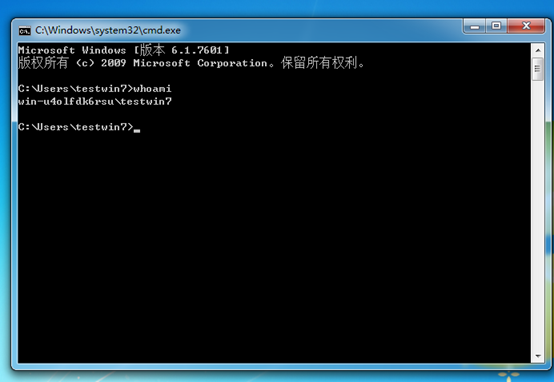 C:\Windows\system32\cmd.exe
Microsoft Windows [版本 6.1.7601]
版权所有 (c) 2009 Microsoft Corporation。保留所有权利。
C:\Users\testwin7>whoami
win-u4olfdk6rsu\testwin7
C:\Users\testwin7>